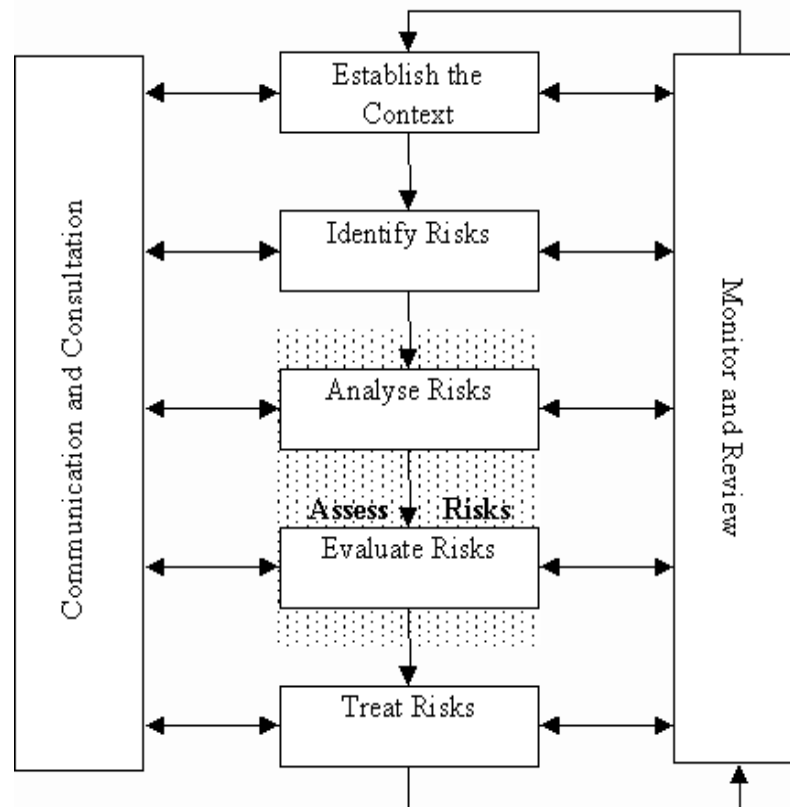 Establish the
Context
Identify Risks
Analyse Risks
Assess Risks
Evaluate Risks
Treat Risks
Communication and Consultation
Monitor and Review